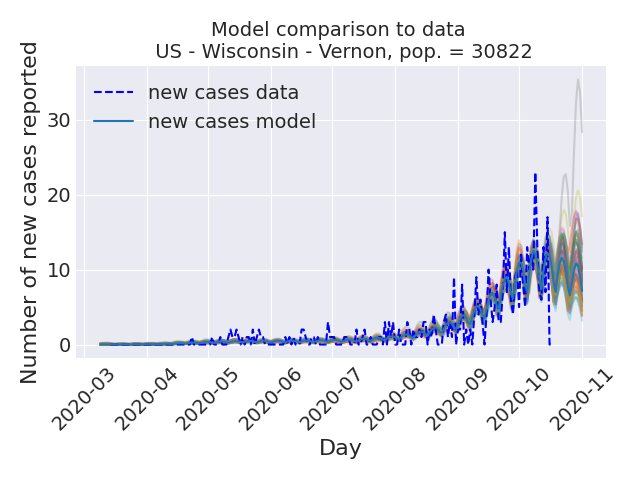 Model comparison to data
US - Wisconsin - Vernon, pop. = 30822
Number of new cases reported
new cases data
new cases model
30
20
10
0
2020-03
2020-04
2020-05
2020-06
2020-07
2020-08
2020-09
2020-10
2020-11
Day